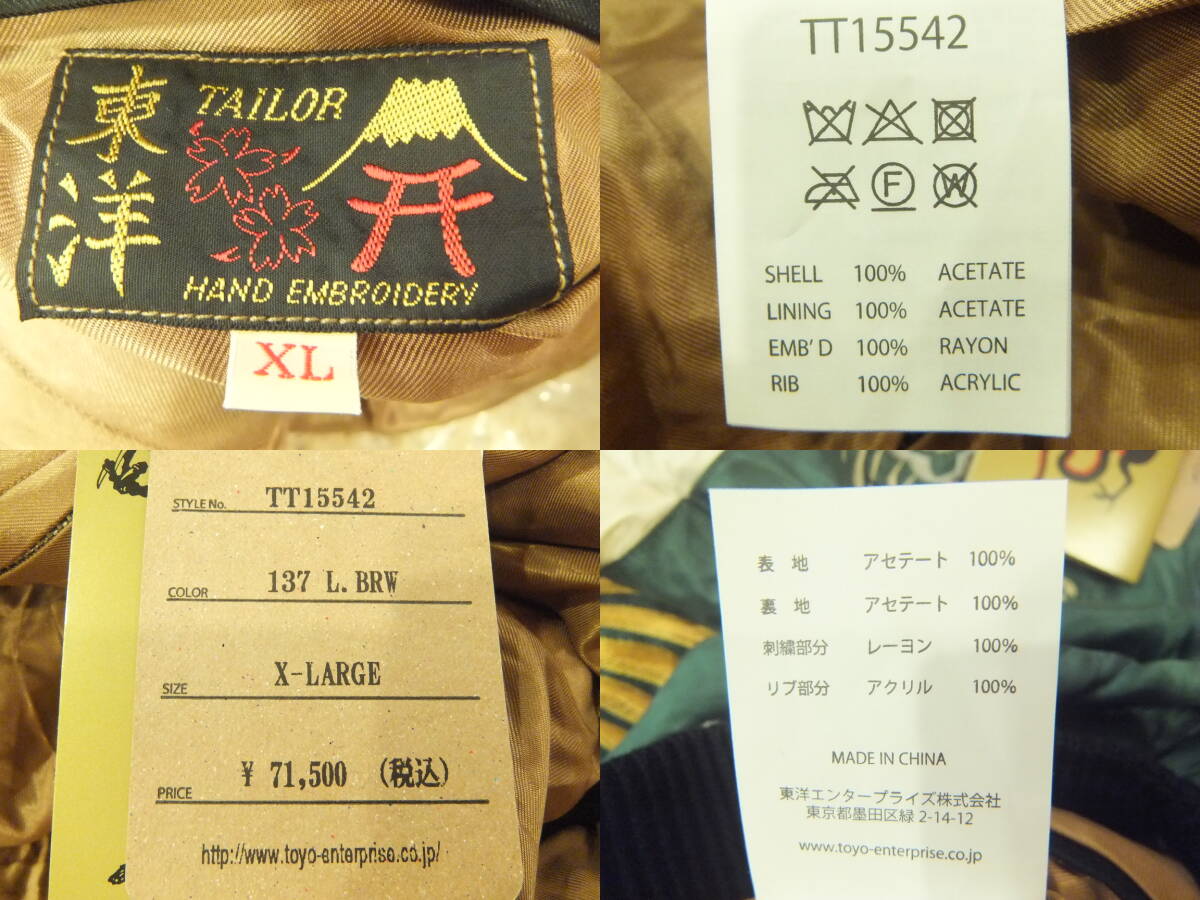 東洋
TAILOR
HAND EMBROIDERY
XL
TT15542
F
W
SHELL 100% ACETATE
LINING 100% ACETATE
EMB'D 100% RAYON
RIB 100% ACRYLIC
STYLE No. TT15542
COLOR 137 L.BRW
SIZE X-LARGE
PRICE ¥ 71,500 (税込)
http://www.toyo-enterprise.co.jp/
表 地 アセテート 100%
裏 地 アセテート 100%
刺繍部分 レーヨン 100%
リブ部分 アクリル 100%
MADE IN CHINA
東洋エンタープライズ株式会社
東京都墨田区緑 2-14-12
www.toyo-enterprise.co.jp